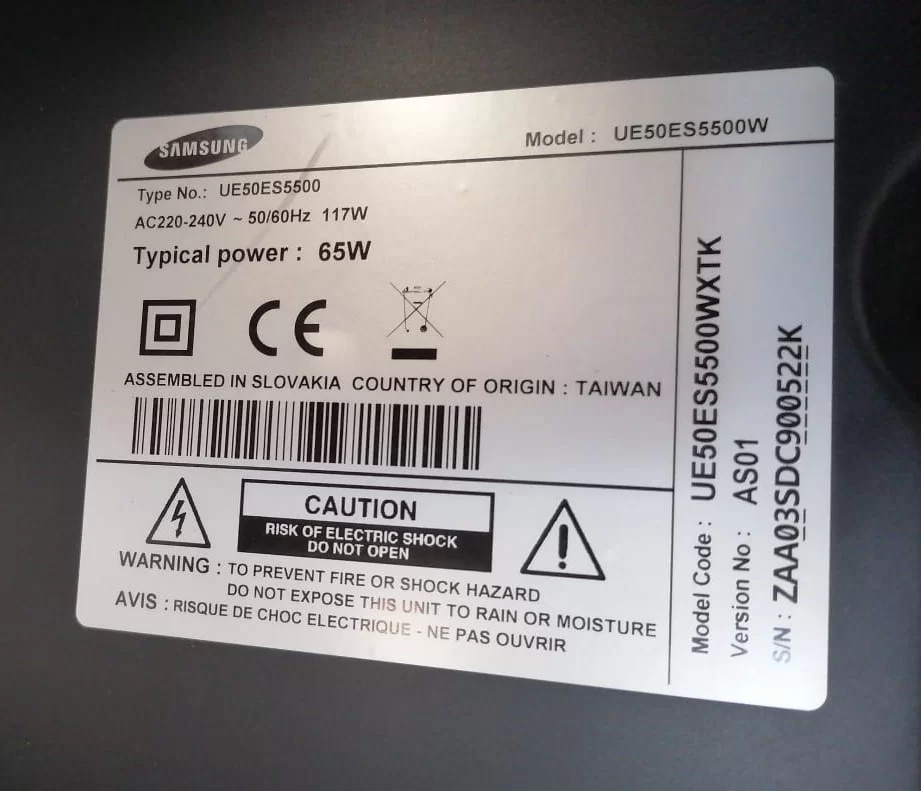 SAMSUNG
Model : UE50ES5500W
Type No.: UE50ES5500
AC220-240V ~ 50/60Hz 117W
Typical power : 65W
CE
ASSEMBLED IN SLOVAKIA COUNTRY OF ORIGIN : TAIWAN
CAUTION
RISK OF ELECTRIC SHOCK
DO NOT OPEN
WARNING : TO PREVENT FIRE OR SHOCK HAZARD
DO NOT EXPOSE THIS UNIT TO RAIN OR MOISTURE
AVIS : RISQUE DE CHOC ELECTRIQUE - NE PAS OUVRIR
Model Code : UE50ES5500WXTK
Version No : AS01
S/N : ZAA03SDC900522K